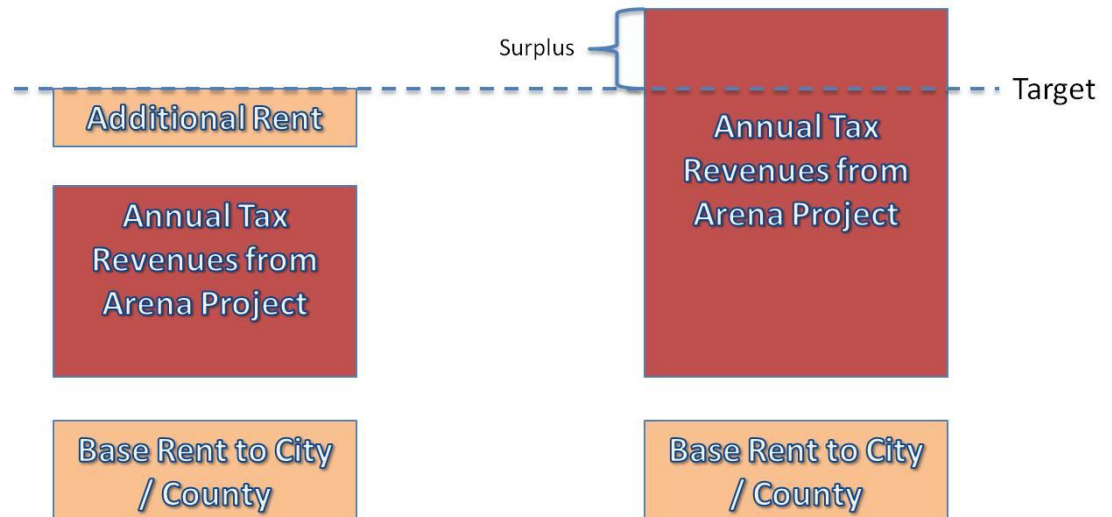 Surplus
Target
Additional Rent
Annual Tax
Revenues from
Arena Project
Base Rent to City
/ County
Annual Tax
Revenues from
Arena Project
Base Rent to City
/ County